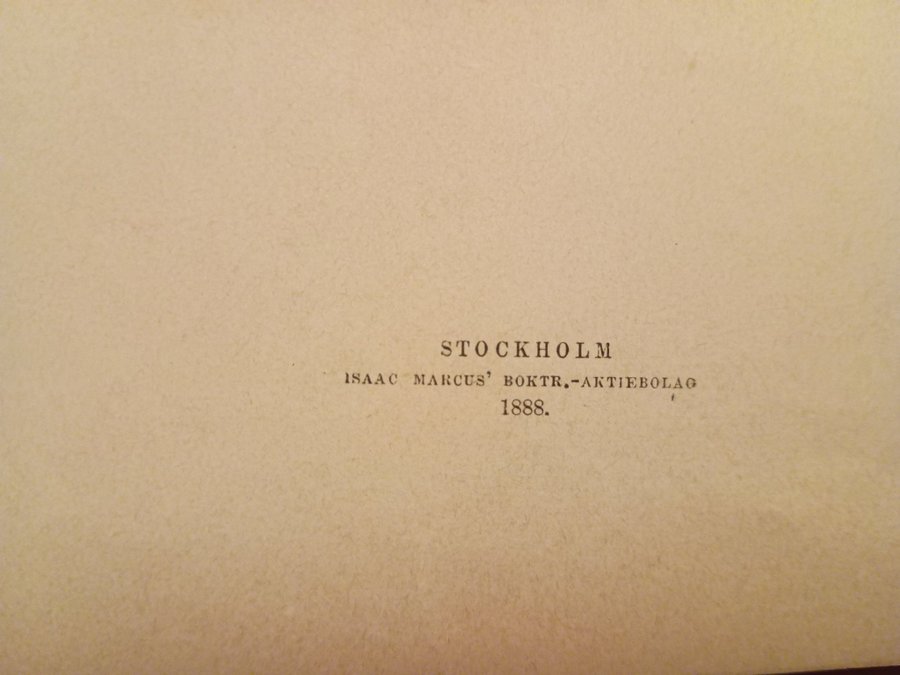 STOCKHOLM
ISAAC MARCUS' BOKTR.-AKTIEBOLAG
1888.